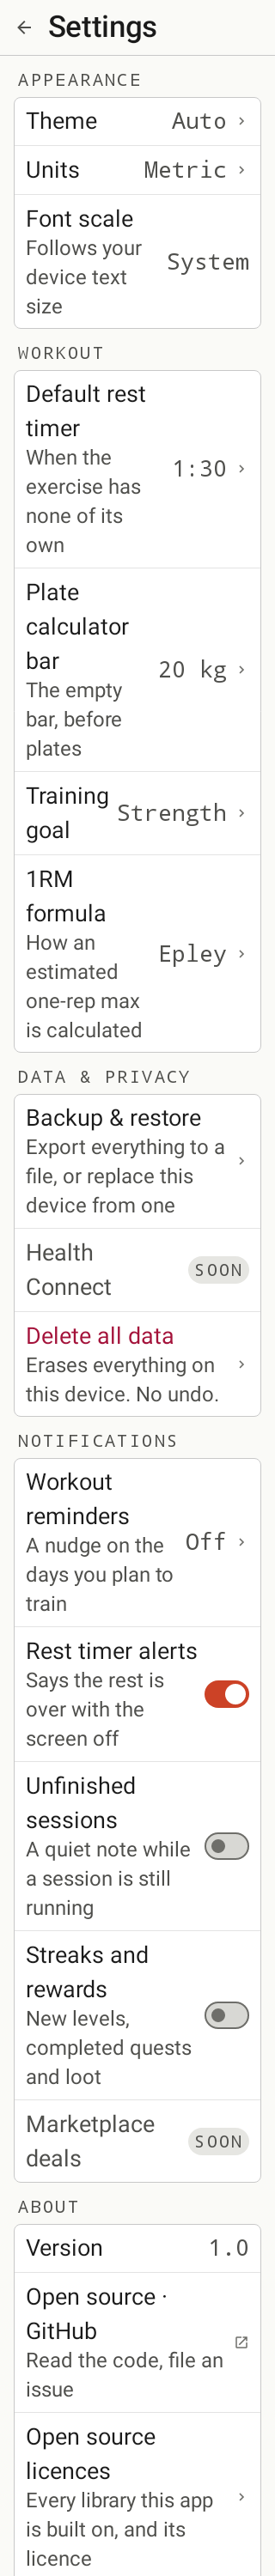 Settings
APPEARANCE
Theme Auto
Units Metric
Font scale
Follows your
device text
size
System
WORKOUT
Default rest
timer
When the
exercise has
none of its
own
1:30
Plate
calculator
bar
The empty
bar, before
plates
20 kg
Training
goal
Strength
1RM
formula
How an
estimated
one-rep max
is calculated
Epley
DATA & PRIVACY
Backup & restore
Export everything to a
file, or replace this
device from one
Health
Connect
SOON
Delete all data
Erases everything on
this device. No undo.
NOTIFICATIONS
Workout
reminders
A nudge on the
days you plan to
train
Off
Rest timer alerts
Says the rest is
over with the
screen off
Unfinished
sessions
A quiet note while
a session is still
running
Streaks and
rewards
New levels,
completed quests
and loot
Marketplace
deals
SOON
ABOUT
Version 1.0
Open source ·
GitHub
Read the code, file an
issue
Open source
licences
Every library this app
is built on, and its
licence